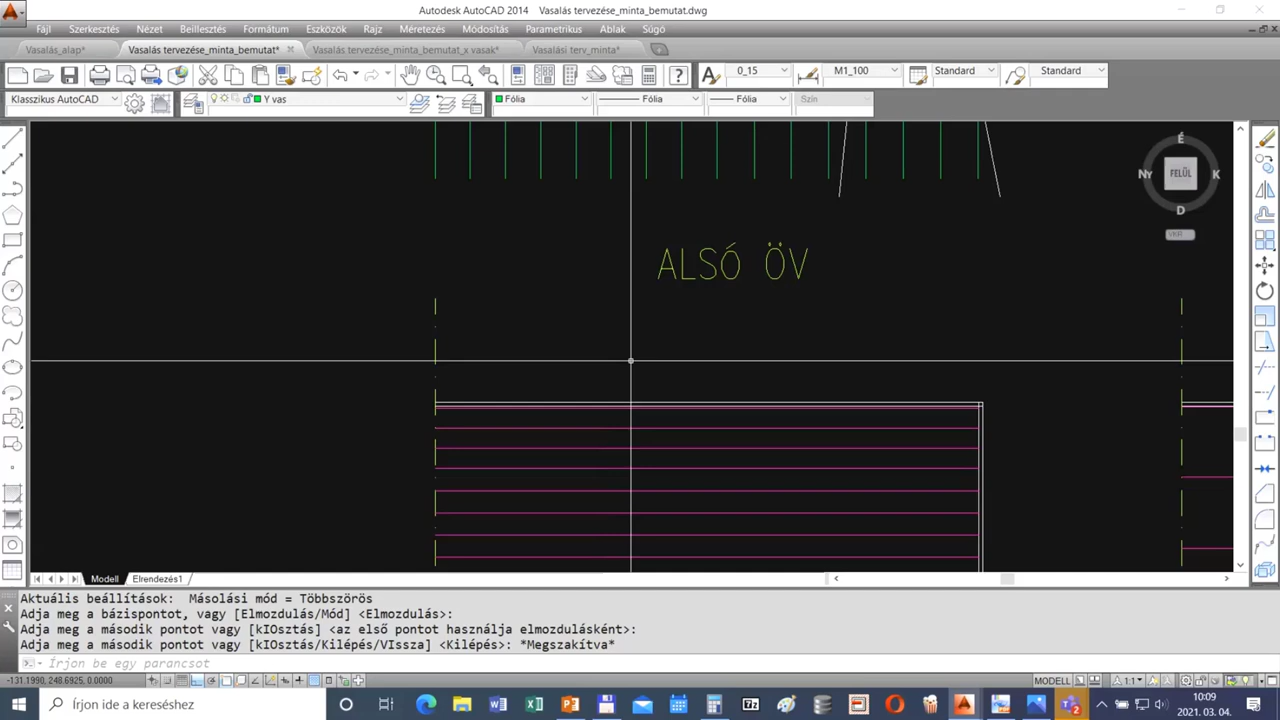 Autodesk AutoCAD 2014    Vasalás tervezése_minta_bemutat.dwg
Fájl Szerkesztés Nézet Beillesztés Formátum Eszközök Rajz Méretezés Módosítás Parametrikus Ablak Súgó
Vasalás_alap* Vasalás tervezése_minta_bemutat* Vasalás tervezése_minta_bemutat_x vasak* Vasalási terv_minta*
0_15 M1_100 Standard Standard
Klasszikus AutoCAD Y vas Fólia Fólia Fólia Szín
É
NY FELÜL K
D
VKR
ALSÓ ÖV
Modell Elrendezés1
Aktuális beállítások:  Másolási mód = Többszörös
Adja meg a bázispontot, vagy [Elmozdulás/Mód] <Elmozdulás>:
Adja meg a második pontot vagy [kIOsztás] <az első pontot használja elmozdulásként>:
Adja meg a második pontot vagy [kIOsztás/Kilépés/VIssza] <Kilépés>: *Megszakítva*
Írjon be egy parancsot
-131.1990, 248.6925, 0.0000 MODELL 1:1
Írjon ide a kereséshez
10:09
2021. 03. 04.